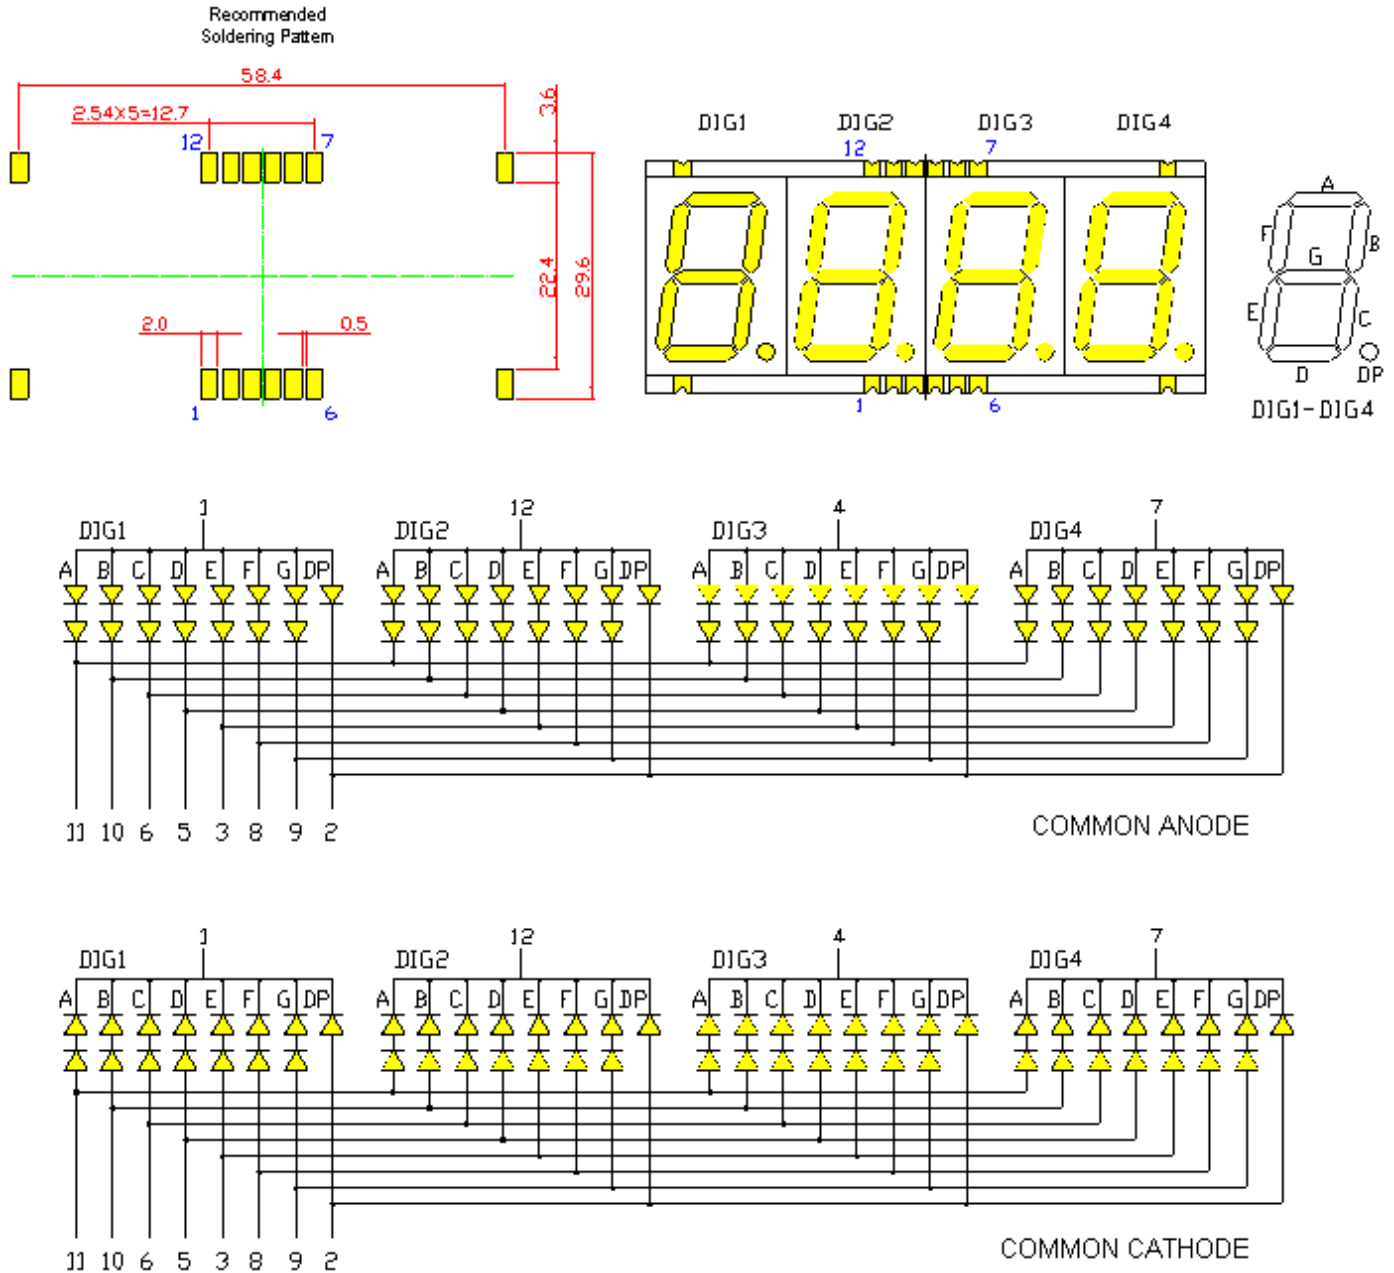 Recommended
Soldering Pattern
58.4
2.54X5=12.7
3.6
12 7
22.4
29.6
2.0 0.5
1 6
DIG1 DIG2 DIG3 DIG4
12 7
1 6
A
F B
G
E C
D DP
DIG1-DIG4
1 12 4 7
DIG1 DIG2 DIG3 DIG4
A B C D E F G DP A B C D E F G DP A B C D E F G DP A B C D E F G DP
11 10 6 5 3 8 9 2
COMMON ANODE
1 12 4 7
DIG1 DIG2 DIG3 DIG4
A B C D E F G DP A B C D E F G DP A B C D E F G DP A B C D E F G DP
11 10 6 5 3 8 9 2
COMMON CATHODE